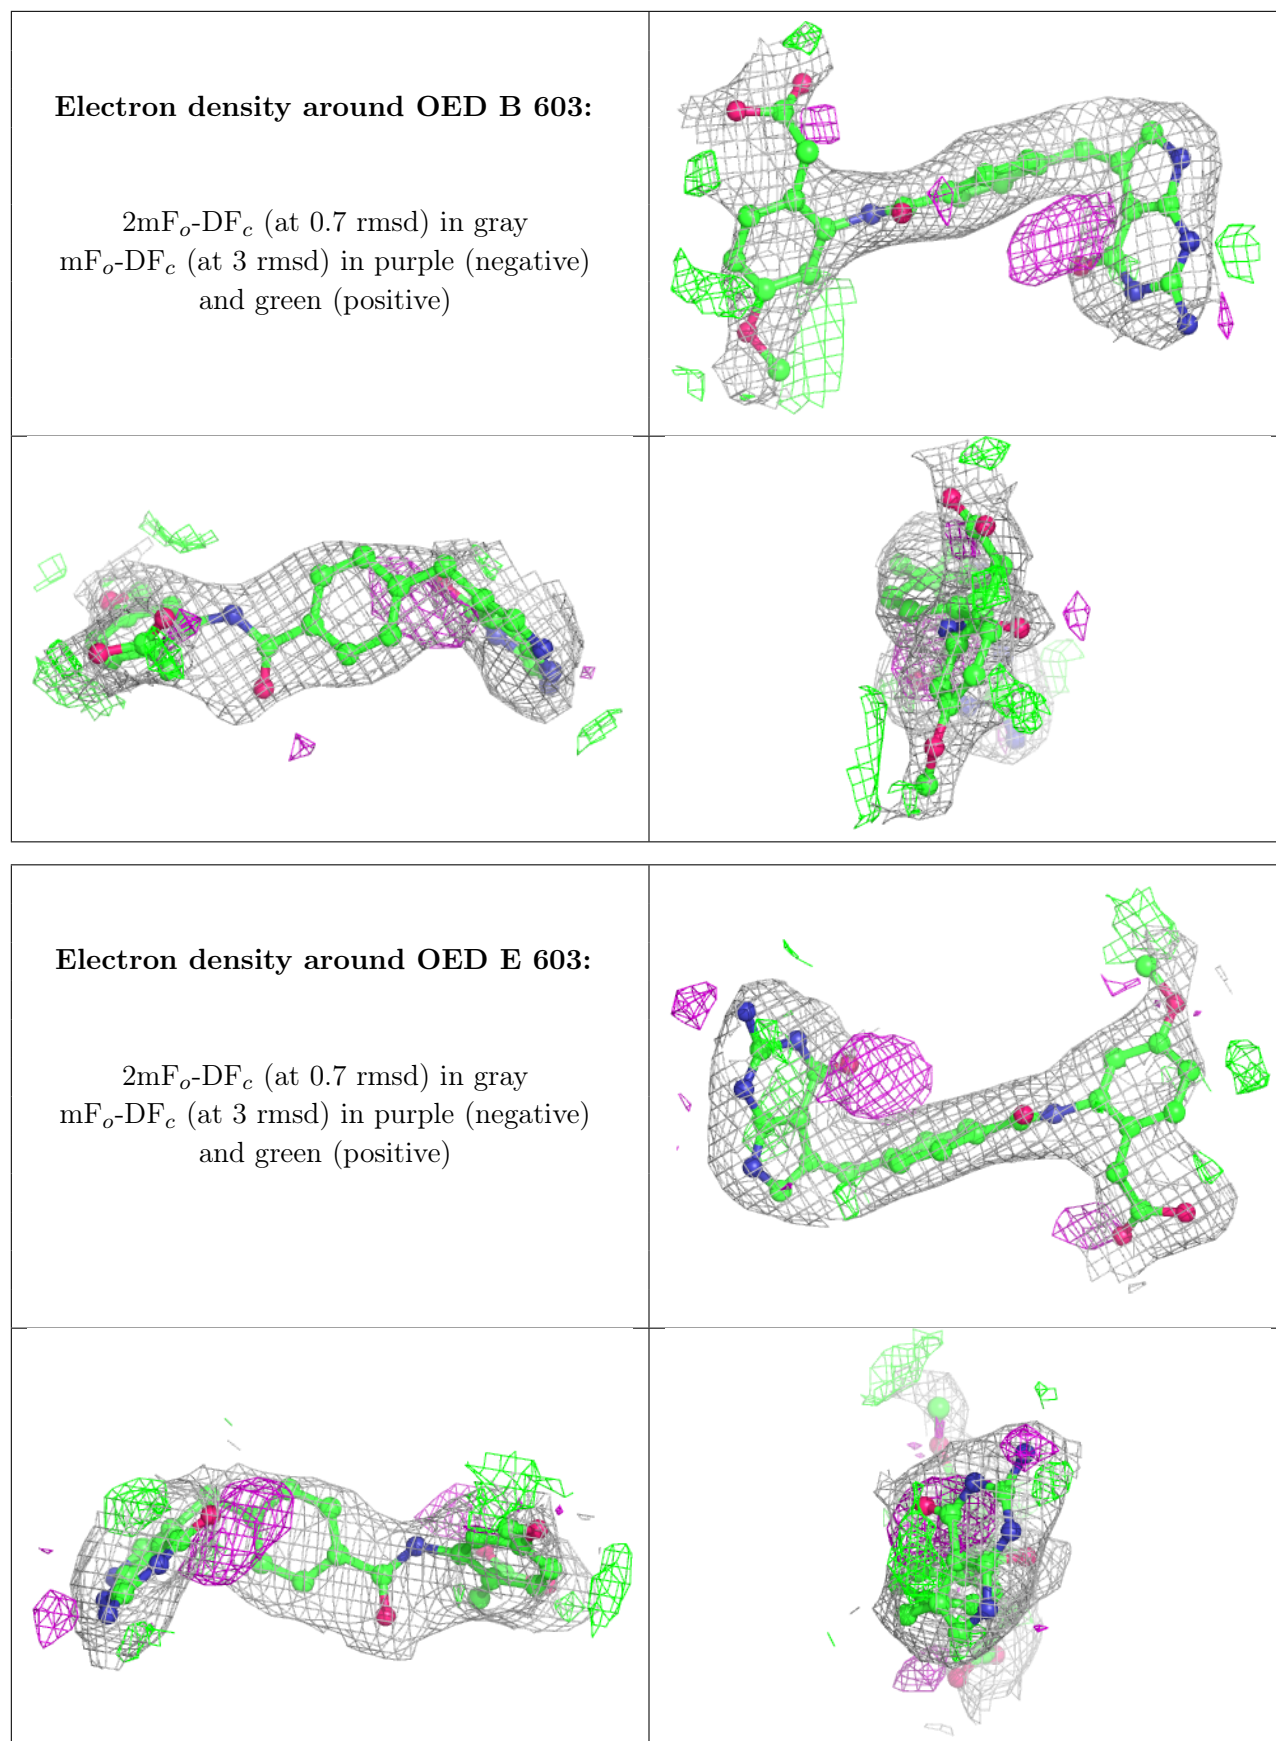 Electron density around OED B 603:
2mFo-DFc (at 0.7 rmsd) in gray
mFo-DFc (at 3 rmsd) in purple (negative)
and green (positive)
Electron density around OED E 603:
2mFo-DFc (at 0.7 rmsd) in gray
mFo-DFc (at 3 rmsd) in purple (negative)
and green (positive)